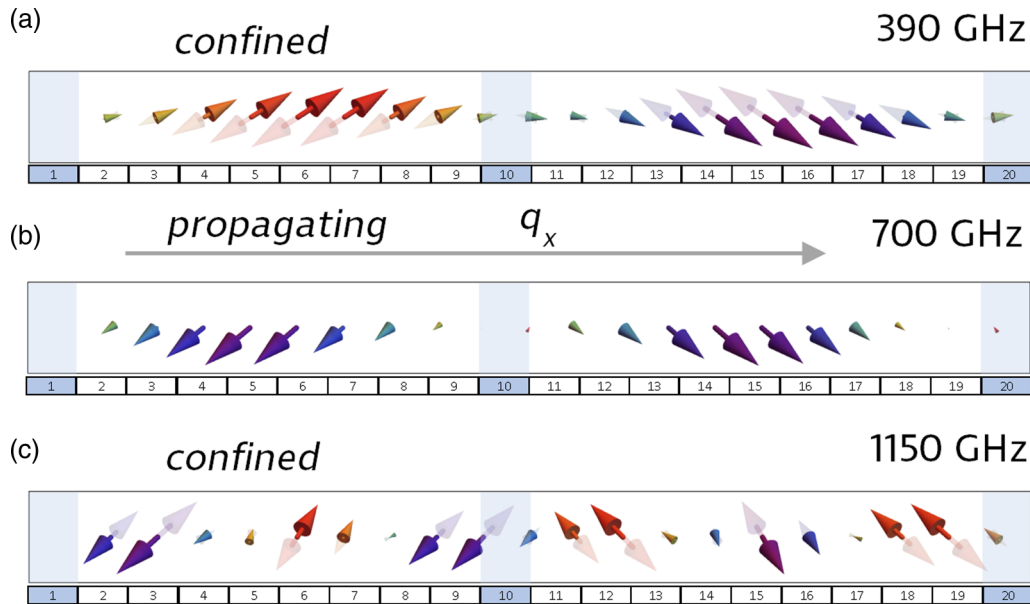 (a)
confined
390 GHz
1 2 3 4 5 6 7 8 9 10 11 12 13 14 15 16 17 18 19 20
(b)
propagating qx
700 GHz
1 2 3 4 5 6 7 8 9 10 11 12 13 14 15 16 17 18 19 20
(c)
confined
1150 GHz
1 2 3 4 5 6 7 8 9 10 11 12 13 14 15 16 17 18 19 20